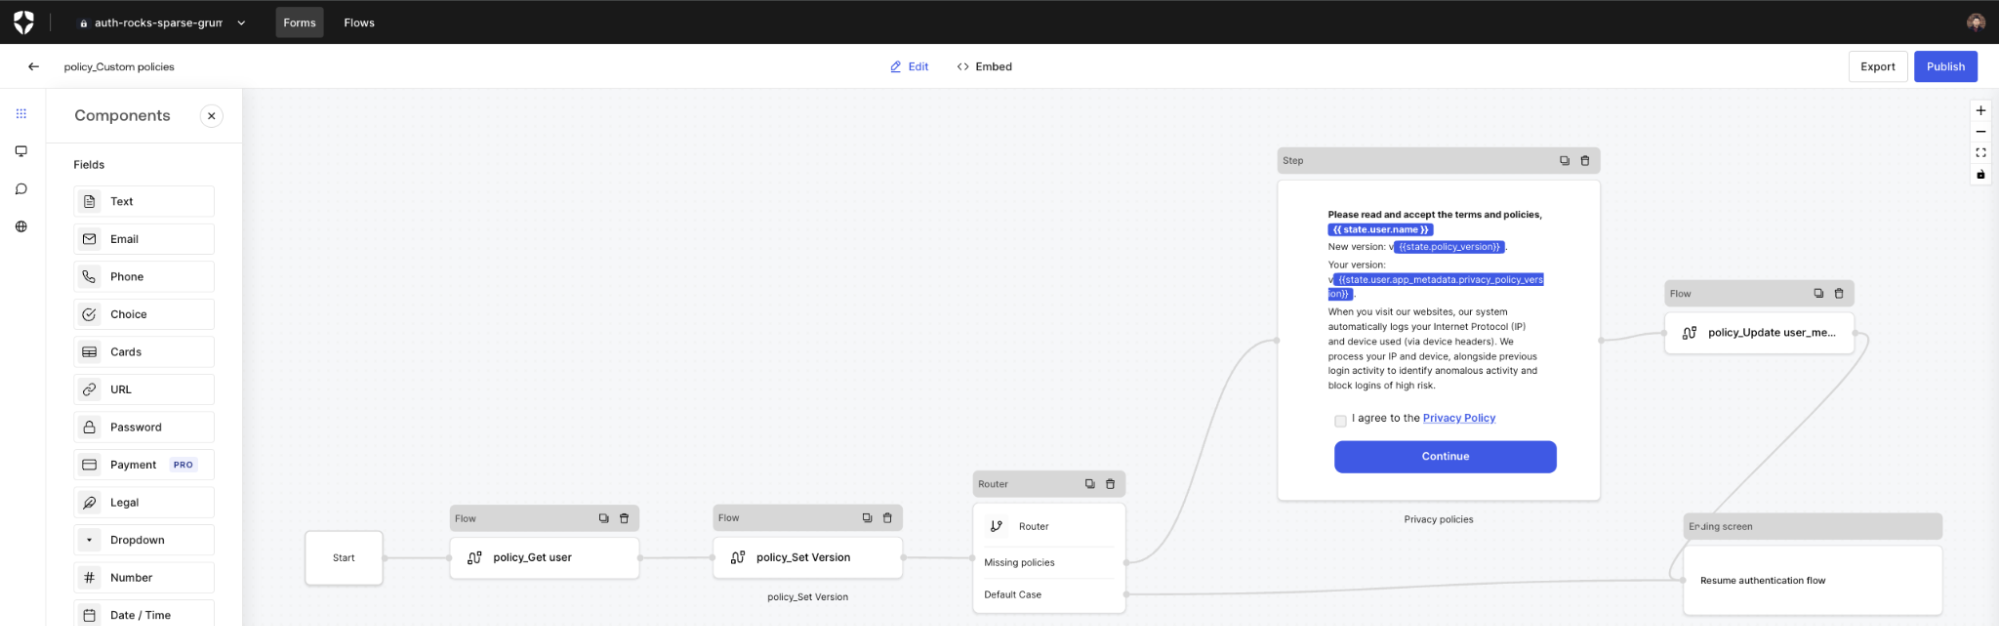 auth-rocks-sparse-grun
Forms
Flows
policy_Custom policies
Edit
Embed
Export
Publish
Components
Fields
Text
Email
Phone
Choice
Cards
URL
Password
Payment PRO
Legal
Dropdown
Number
Date / Time
Start
Flow
policy_Get user
Flow
policy_Set Version
policy_Set Version
Router
Router
Missing policies
Default Case
Step
Please read and accept the terms and policies,
{{ state.user.name }}
New version: v {{state.policy_version}} .
Your version:
v {{state.user.app_metadata.privacy_policy_vers
ion}} .
When you visit our websites, our system
automatically logs your Internet Protocol (IP)
and device used (via device headers). We
process your IP and device, alongside previous
login activity to identify anomalous activity and
block logins of high risk.
I agree to the Privacy Policy
Continue
Privacy policies
Flow
policy_Update user_me...
Ending screen
Resume authentication flow